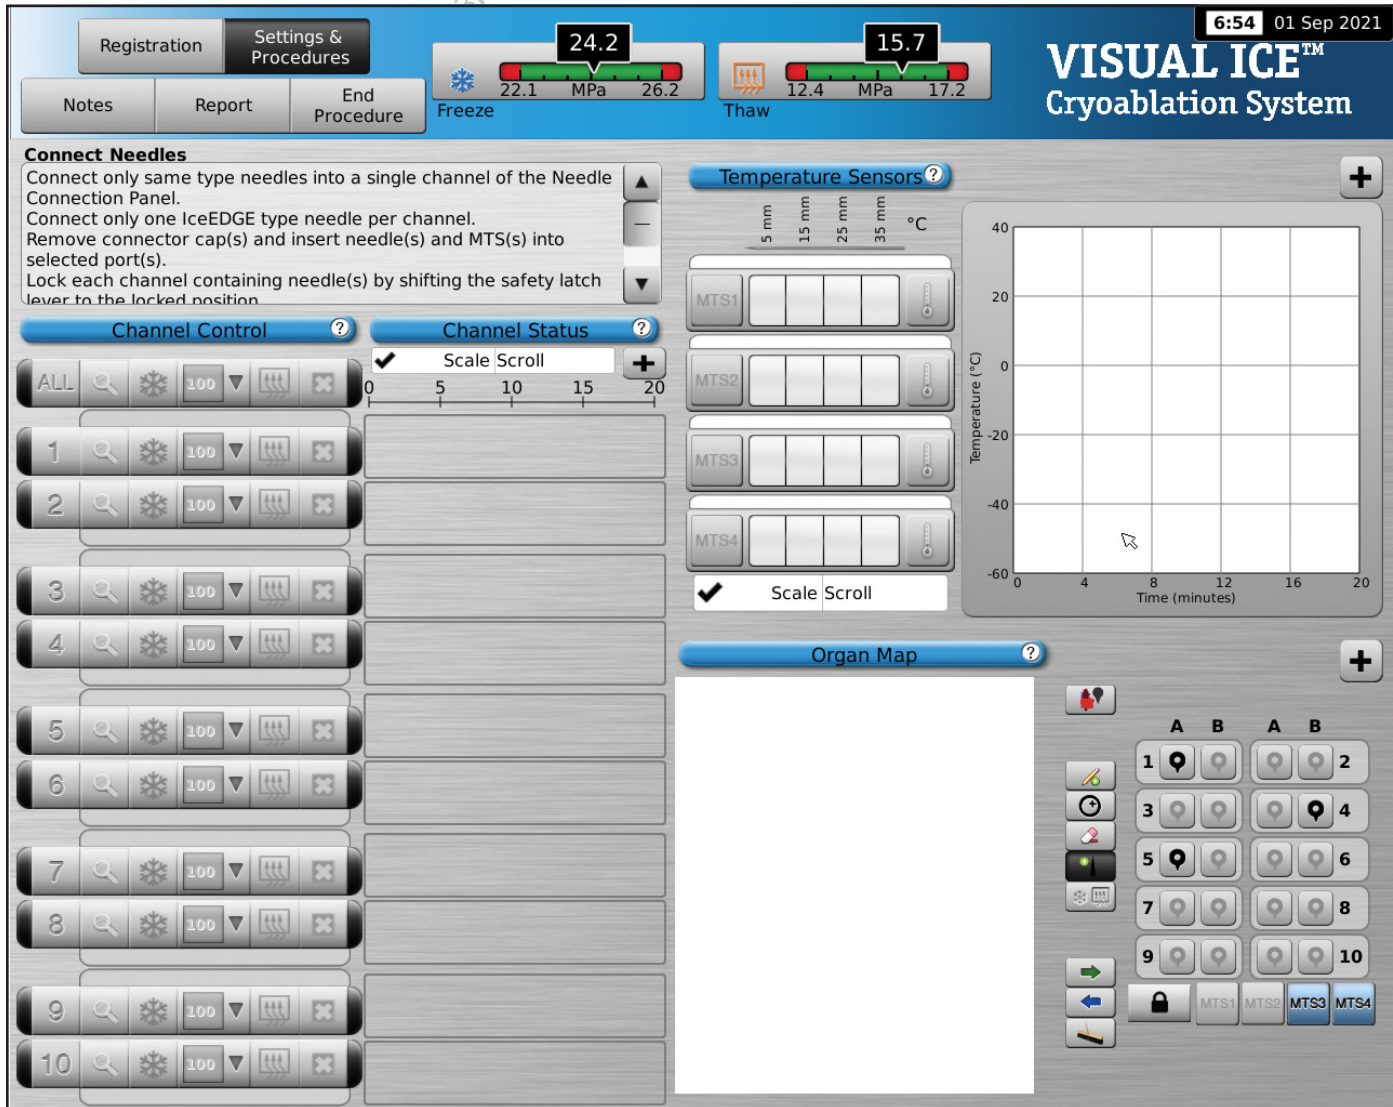 6:54 01 Sep 2021
Registration
Settings &
Procedures
24.2
15.7
VISUAL ICE™
Cryoablation System
22.1 MPa 26.2
12.4 MPa 17.2
Notes
Report
End
Procedure
Freeze
Thaw
Connect Needles
Connect only same type needles into a single channel of the Needle
Connection Panel.
Connect only one IceEDGE type needle per channel.
Remove connector cap(s) and insert needle(s) and MTS(s) into
selected port(s).
Lock each channel containing needle(s) by shifting the safety latch
lever to the locked position
Channel Control ?
Channel Status ?
Scale Scroll
0 5 10 15 20
ALL 100
1 100
2 100
3 100
4 100
5 100
6 100
7 100
8 100
9 100
10 100
Temperature Sensors ?
5 mm 15 mm 25 mm 35 mm °C
MTS1
MTS2
MTS3
MTS4
Scale Scroll
Temperature (°C)
40
20
0
-20
-40
-60
0 4 8 12 16 20
Time (minutes)
Organ Map ?
A B A B
1 2
3 4
5 6
7 8
9 10
MTS1 MTS2 MTS3 MTS4